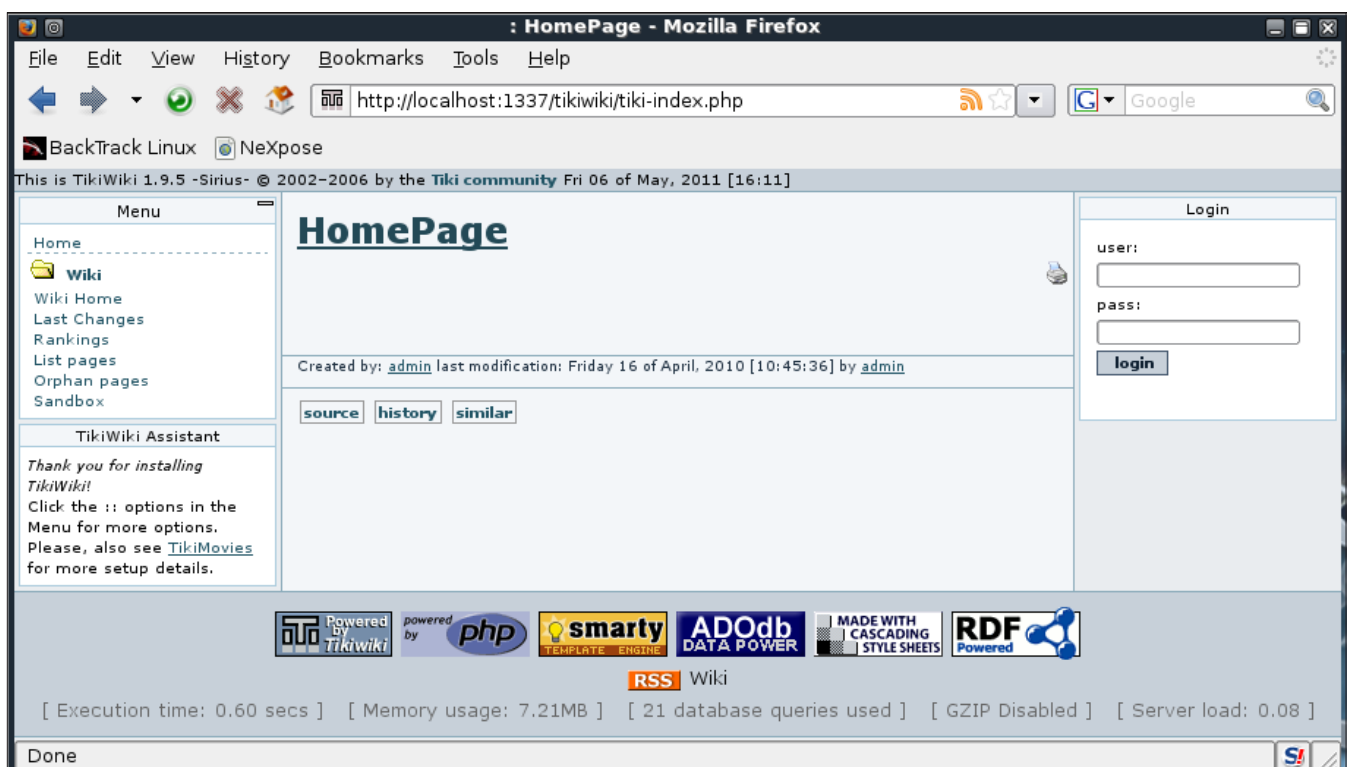 : HomePage - Mozilla Firefox
File Edit View History Bookmarks Tools Help
http://localhost:1337/tikiwiki/tiki-index.php
G Google
BackTrack Linux NeXpose
This is TikiWiki 1.9.5 -Sirius- © 2002–2006 by the Tiki community Fri 06 of May, 2011 [16:11]
Menu
Home
Wiki
Wiki Home
Last Changes
Rankings
List pages
Orphan pages
Sandbox
TikiWiki Assistant
Thank you for installing
TikiWiki!
Click the :: options in the
Menu for more options.
Please, also see TikiMovies
for more setup details.
HomePage
Created by: admin last modification: Friday 16 of April, 2010 [10:45:36] by admin
source history similar
Login
user:
pass:
login
Powered
by
Tikiwiki
powered
by
php
smarty
TEMPLATE ENGINE
ADOdb
DATA POWER
MADE WITH
CASCADING
STYLE SHEETS
RDF
Powered
RSS Wiki
[ Execution time: 0.60 secs ] [ Memory usage: 7.21MB ] [ 21 database queries used ] [ GZIP Disabled ] [ Server load: 0.08 ]
Done
S!